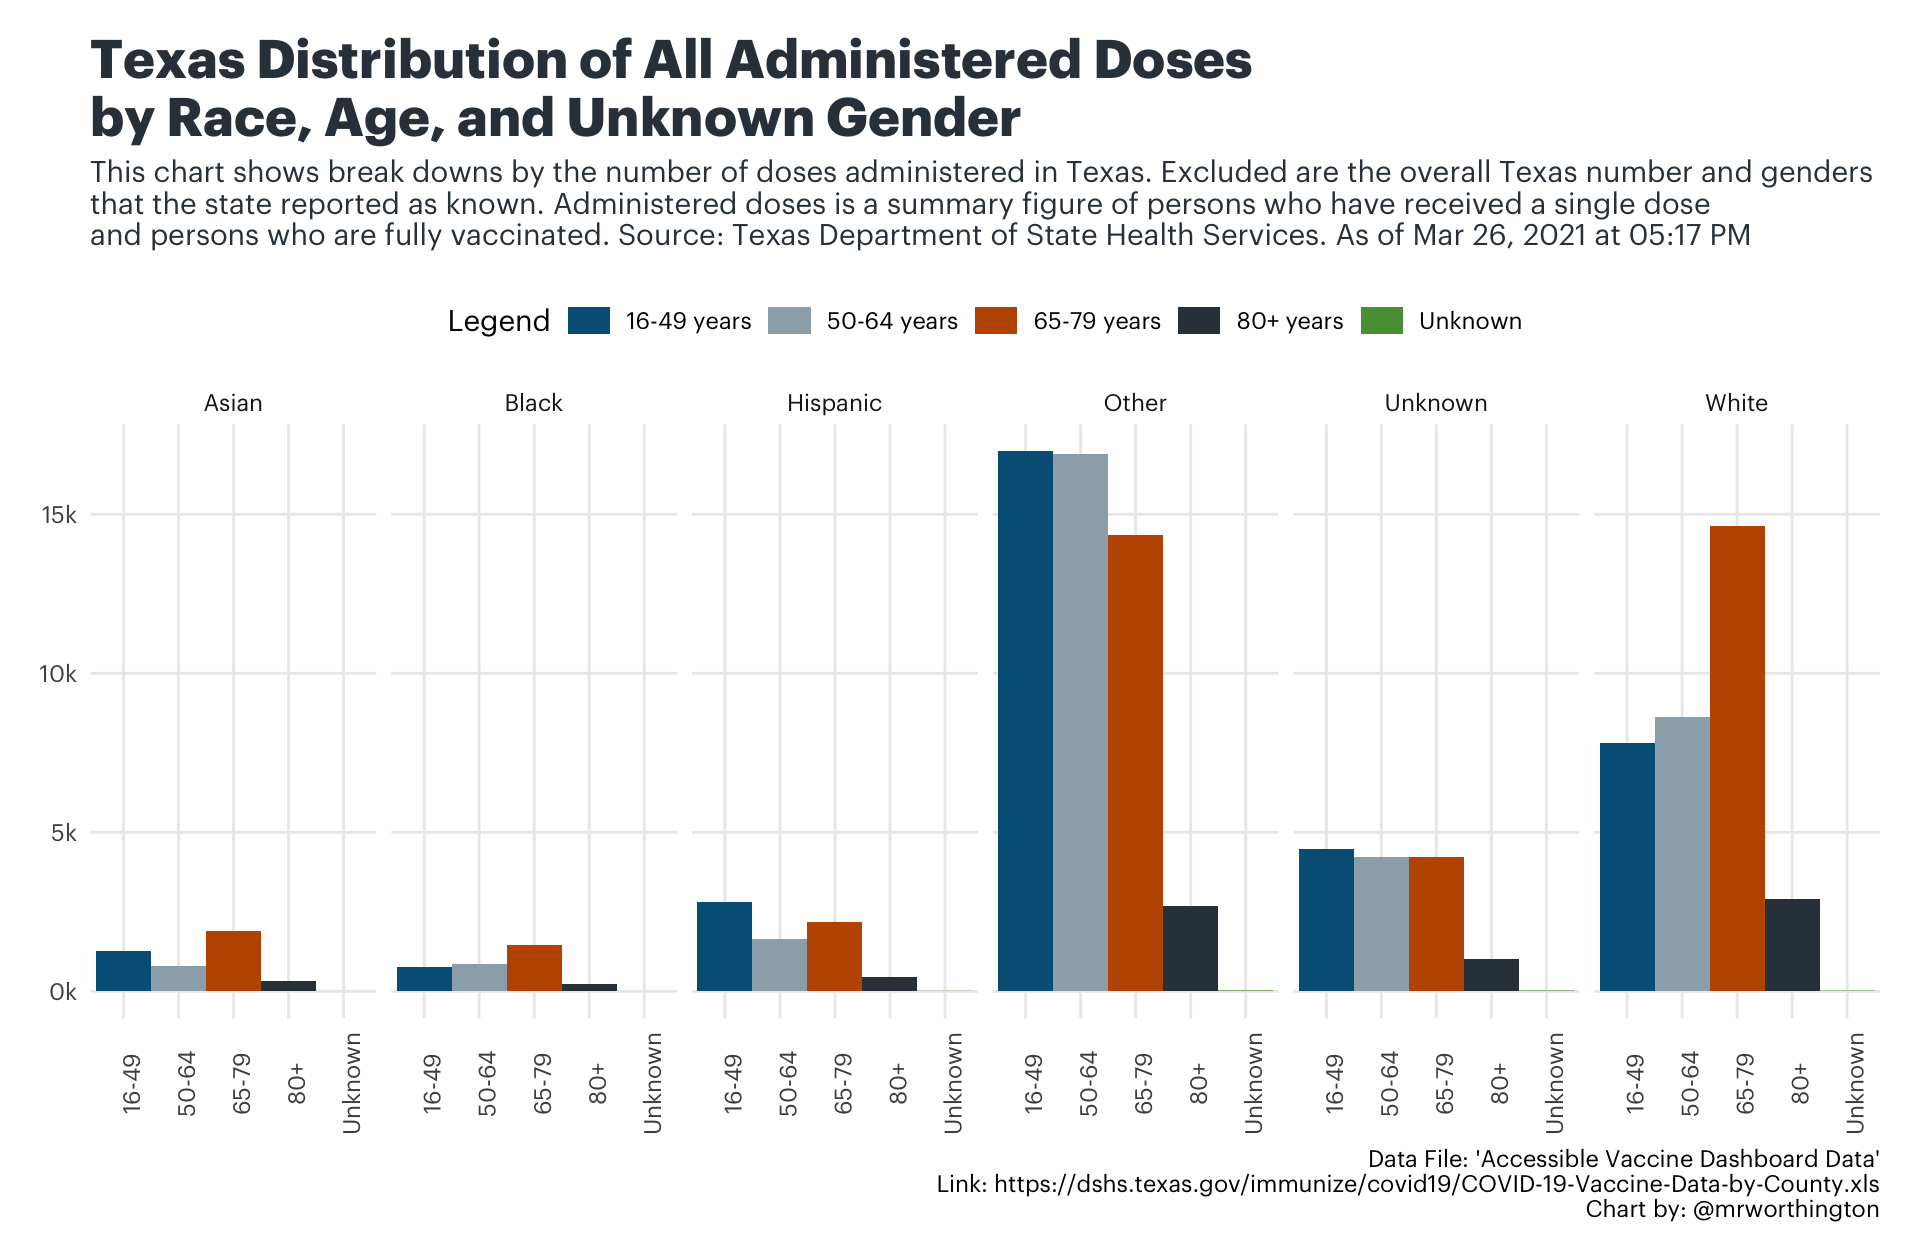 Texas Distribution of All Administered Doses
by Race, Age, and Unknown Gender
This chart shows break downs by the number of doses administered in Texas. Excluded are the overall Texas number and genders
that the state reported as known. Administered doses is a summary figure of persons who have received a single dose
and persons who are fully vaccinated. Source: Texas Department of State Health Services. As of Mar 26, 2021 at 05:17 PM
Legend 16-49 years 50-64 years 65-79 years 80+ years Unknown
Asian Black Hispanic Other Unknown White
15k
10k
5k
0k
16-49 50-64 65-79 80+ Unknown 16-49 50-64 65-79 80+ Unknown 16-49 50-64 65-79 80+ Unknown 16-49 50-64 65-79 80+ Unknown 16-49 50-64 65-79 80+ Unknown 16-49 50-64 65-79 80+ Unknown
Data File: 'Accessible Vaccine Dashboard Data'
Link: https://dshs.texas.gov/immunize/covid19/COVID-19-Vaccine-Data-by-County.xls
Chart by: @mrworthington